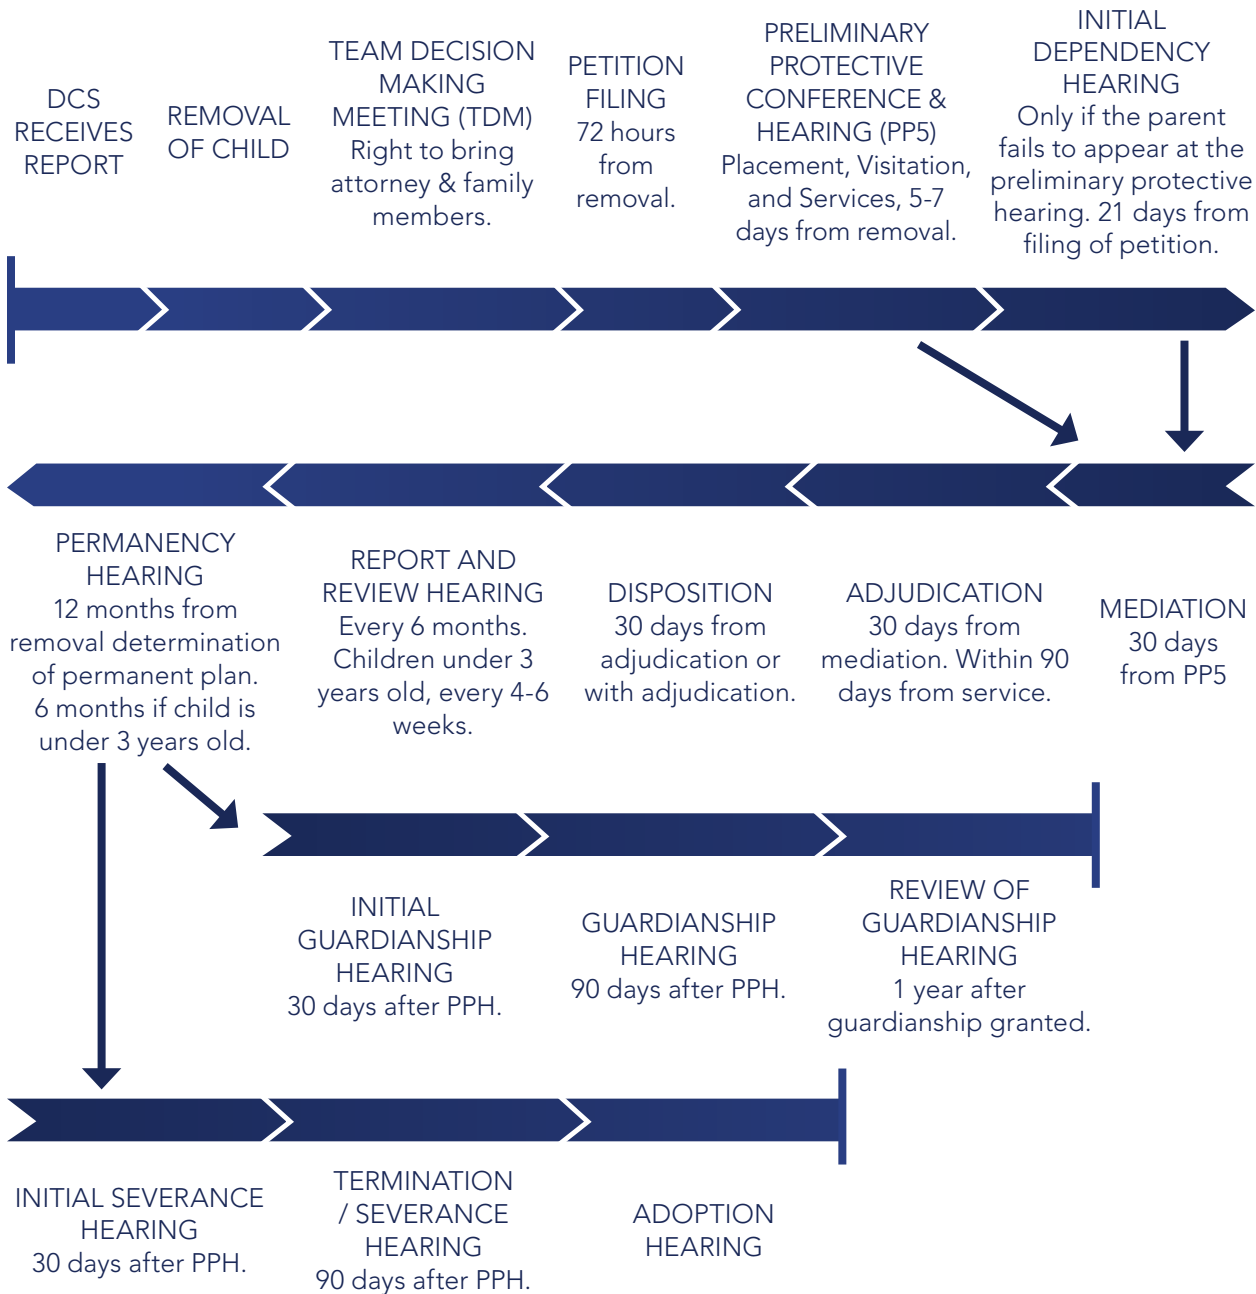 DCS
RECEIVES
REPORT
REMOVAL
OF CHILD
TEAM DECISION
MAKING
MEETING (TDM)
Right to bring
attorney & family
members.
PETITION
FILING
72 hours
from
removal.
PRELIMINARY
PROTECTIVE
CONFERENCE &
HEARING (PP5)
Placement, Visitation,
and Services, 5-7
days from removal.
INITIAL
DEPENDENCY
HEARING
Only if the parent
fails to appear at the
preliminary protective
hearing. 21 days from
filing of petition.
PERMANENCY
HEARING
12 months from
removal determination
of permanent plan.
6 months if child is
under 3 years old.
REPORT AND
REVIEW HEARING
Every 6 months.
Children under 3
years old, every 4-6
weeks.
DISPOSITION
30 days from
adjudication or
with adjudication.
ADJUDICATION
30 days from
mediation. Within 90
days from service.
MEDIATION
30 days
from PP5
INITIAL
GUARDIANSHIP
HEARING
30 days after PPH.
GUARDIANSHIP
HEARING
90 days after PPH.
REVIEW OF
GUARDIANSHIP
HEARING
1 year after
guardianship granted.
INITIAL SEVERANCE
HEARING
30 days after PPH.
TERMINATION
/ SEVERANCE
HEARING
90 days after PPH.
ADOPTION
HEARING